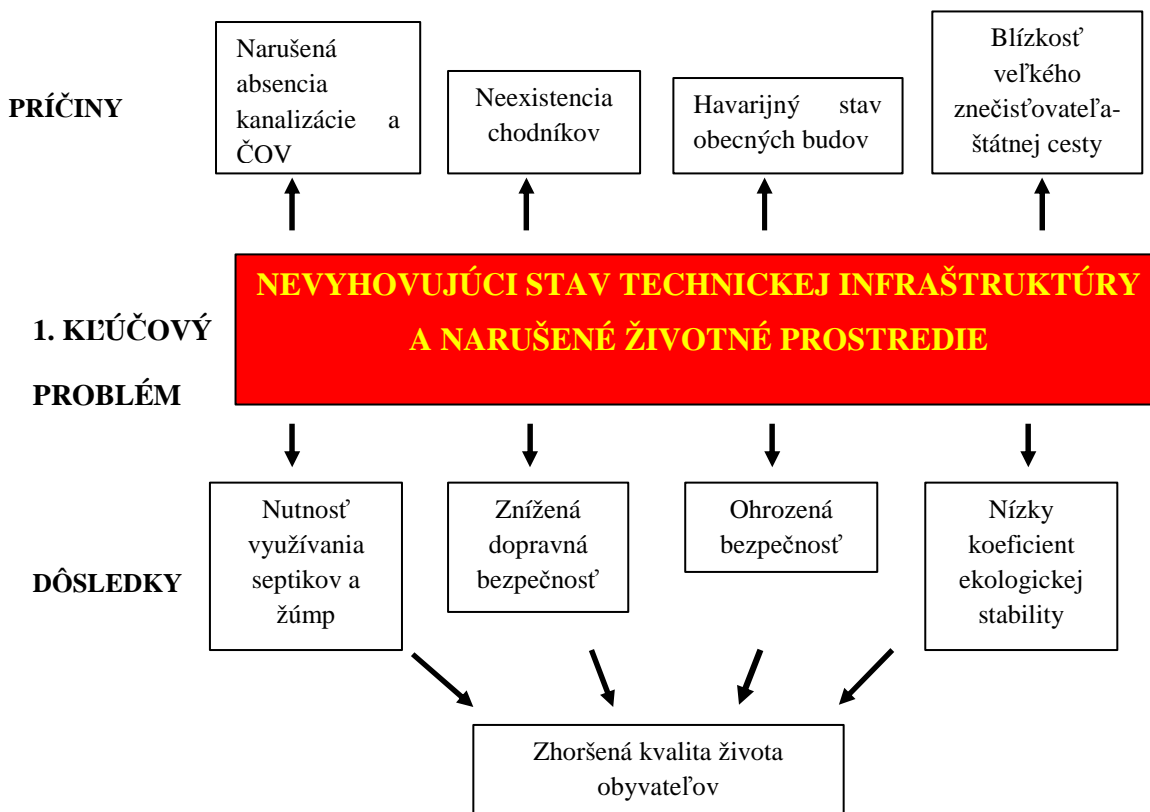 PRÍČINY
Narušená
absencia
kanalizácie a
ČOV
Neexistencia
chodníkov
Havarijný stav
obecných budov
Blízkosť
veľkého
znečisťovateľa-
štátnej cesty
1. KĽÚČOVÝ
PROBLÉM
NEVYHOVUJÚCI STAV TECHNICKEJ INFRAŠTRUKTÚRY
A NARUŠENÉ ŽIVOTNÉ PROSTREDIE
DÔSLEDKY
Nutnosť
využívania
septikov a
žúmp
Znížená
dopravná
bezpečnosť
Ohrozená
bezpečnosť
Nízky
koeficient
ekologickej
stability
Zhoršená kvalita života
obyvateľov